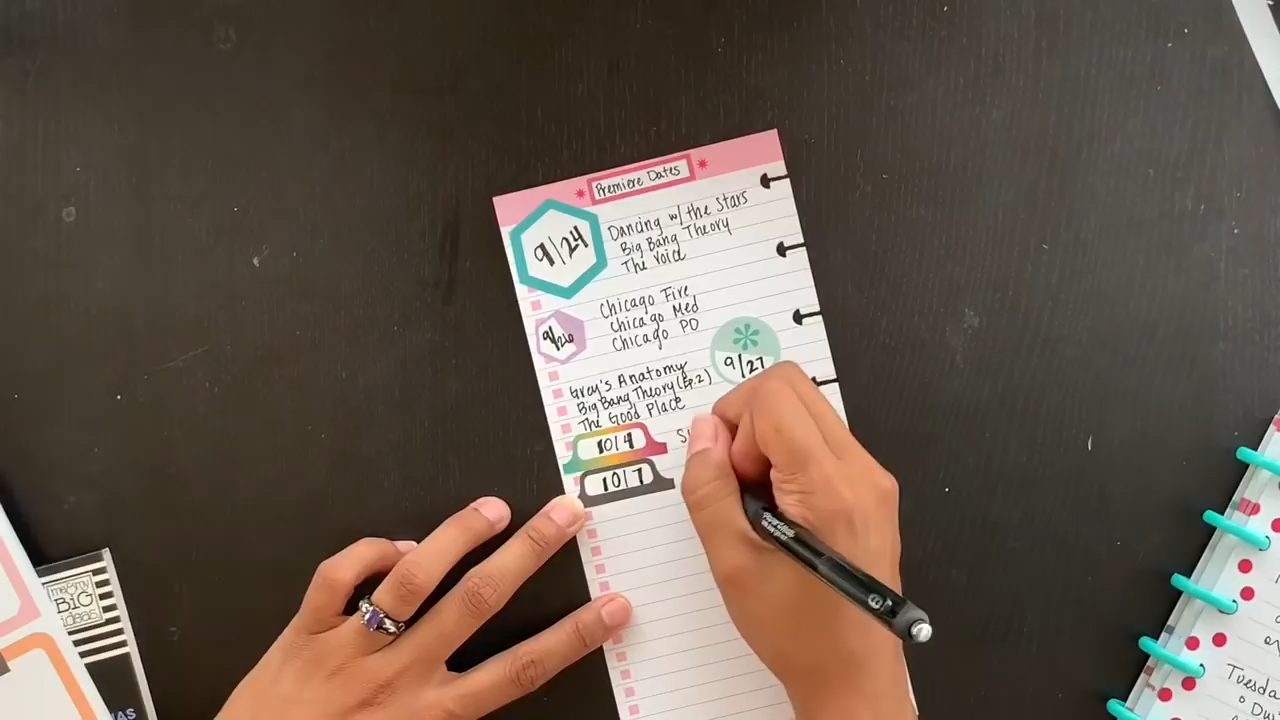 Premiere Dates
9/24
Dancing w/ the Stars
Big Bang Theory
The Voice
9/26
Chicago Fire
Chicago Med
Chicago PD
9/27
Grey's Anatomy
Big Bang Theory (Ep.2)
The Good Place
10/4
10/7
me & my
BIG
ideas
Tuesda